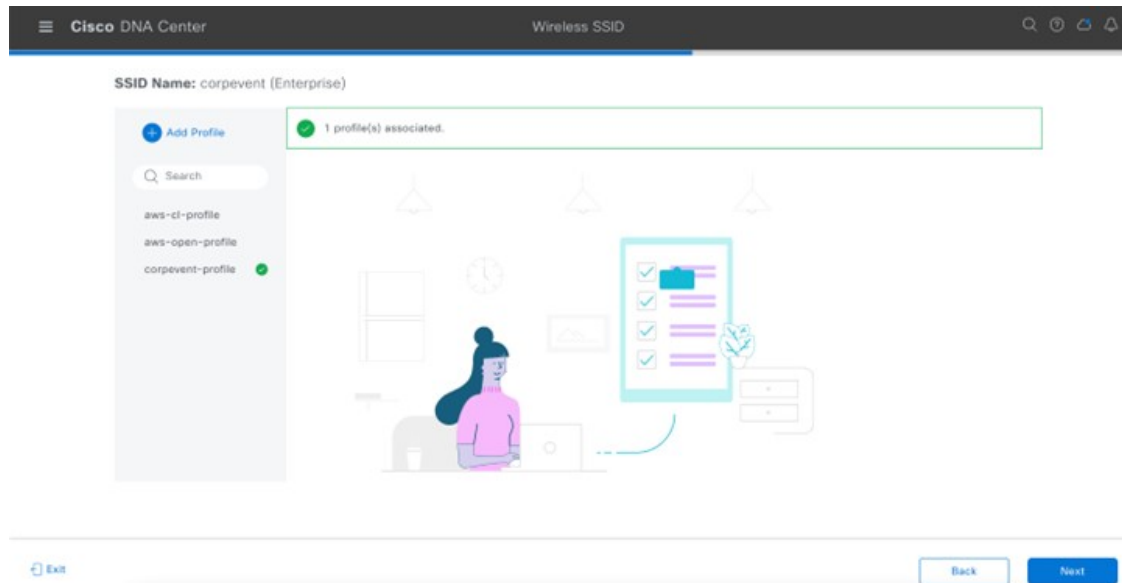 Cisco DNA Center
Wireless SSID
SSID Name: corpevent (Enterprise)
Add Profile
1 profile(s) associated.
Search
aws-cl-profile
aws-open-profile
corpevent-profile
Exit
Back
Next